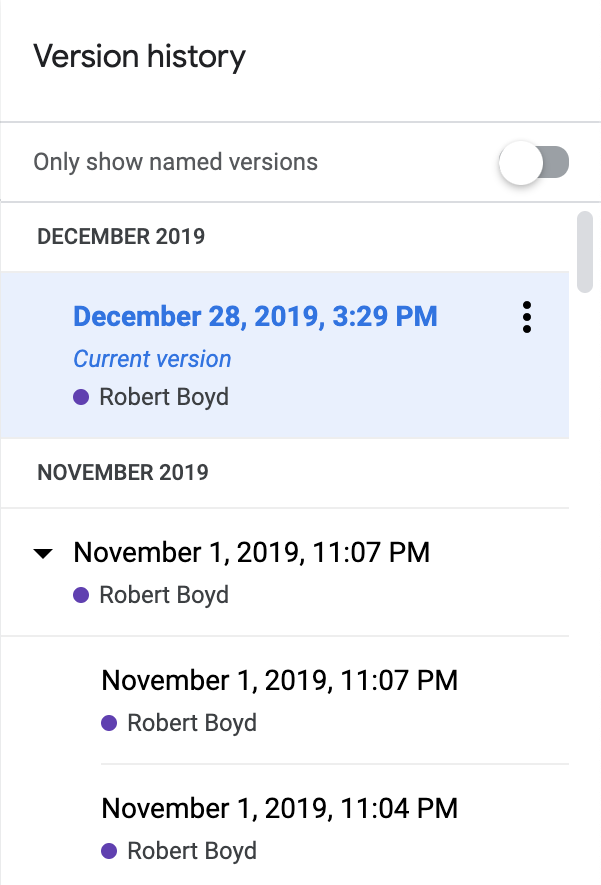 Version history
Only show named versions
DECEMBER 2019
December 28, 2019, 3:29 PM
Current version
Robert Boyd
NOVEMBER 2019
November 1, 2019, 11:07 PM
Robert Boyd
November 1, 2019, 11:07 PM
Robert Boyd
November 1, 2019, 11:04 PM
Robert Boyd